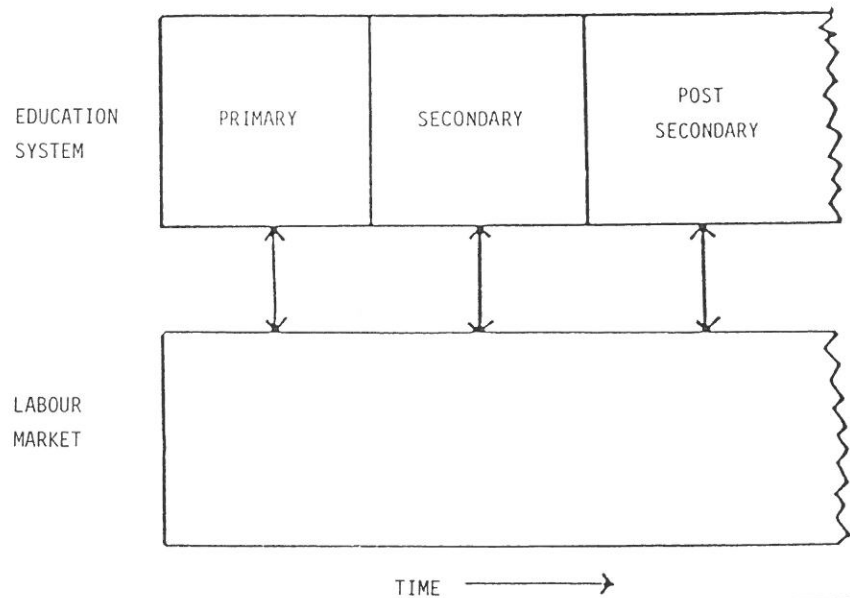 EDUCATION
SYSTEM
PRIMARY
SECONDARY
POST
SECONDARY
LABOUR
MARKET
TIME